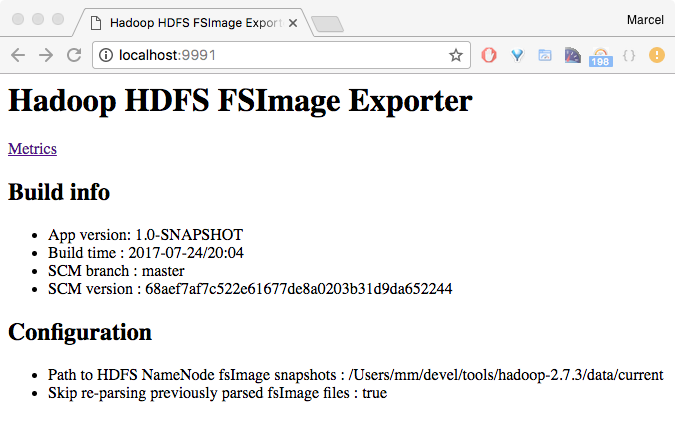 Hadoop HDFS FSImage Export
Marcel
localhost:9991
198
Hadoop HDFS FSImage Exporter
Metrics
Build info
App version: 1.0-SNAPSHOT
Build time : 2017-07-24/20:04
SCM branch : master
SCM version : 68aef7af7c522e61677de8a0203b31d9da652244
Configuration
Path to HDFS NameNode fsImage snapshots : /Users/mm/devel/tools/hadoop-2.7.3/data/current
Skip re-parsing previously parsed fsImage files : true